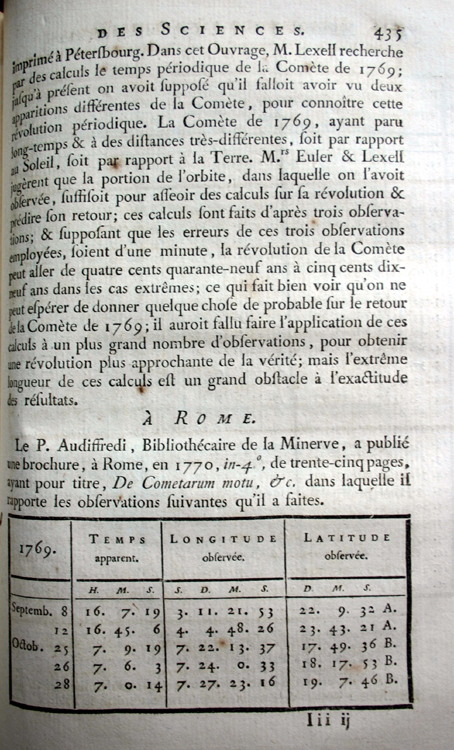 DES SCIENCES. 435
imprimé à Péterſbourg. Dans cet Ouvrage, M. Lexell recherche
par des calculs le temps périodique de la Comète de 1769;
juſqu'à préſent on avoit ſuppoſé qu'il falloit avoir vu deux
apparitions différentes de la Comète, pour connoître cette
révolution périodique. La Comète de 1769, ayant paru
long-temps & à des diſtances très-différentes, ſoit par rapport
au Soleil, ſoit par rapport à la Terre. M.rs Euler & Lexell
jugèrent que la portion de l'orbite, dans laquelle on l'avoit
obſervée, ſuffiſoit pour aſſeoir des calculs ſur ſa révolution &
prédire ſon retour; ces calculs ſont faits d'après trois obſerva-
tions; & ſuppoſant que les erreurs de ces trois obſervations
employées, ſoient d'une minute, la révolution de la Comète
peut aller de quatre cents quarante-neuf ans à cinq cents dix-
neuf ans dans les cas extrêmes; ce qui fait bien voir qu'on ne
peut eſpérer de donner quelque choſe de probable ſur le retour
de la Comète de 1769; il auroit fallu faire l'application de ces
calculs à un plus grand nombre d'obſervations, pour obtenir
une révolution plus approchante de la vérité; mais l'extrême
longueur de ces calculs eſt un grand obſtacle à l'exactitude
des réſultats.
À ROME.
Le P. Audiffredi, Bibliothécaire de la Minerve, a publié
une brochure, à Rome, en 1770, in-4°, de trente-cinq pages,
ayant pour titre, De Cometarum motu, &c. dans laquelle il
rapporte les obſervations ſuivantes qu'il a faites.
1769. TEMPS apparent. LONGITUDE obſervée. LATITUDE obſervée.
H. M. S. S. D. M. S. D. M. S.
Septemb. 8 16. 7. 19 3. 11. 21. 53 22. 9. 32 A.
12 16. 45. 6 4. 4. 48. 26 23. 43. 21 A.
Octob. 25 7. 9. 19 7. 22. 13. 37 17. 49. 36 B.
26 7. 6. 3 7. 24. 0. 33 18. 17. 53 B.
28 7. 0. 14 7. 27. 23. 16 19. 7. 46 B.
Iii ij